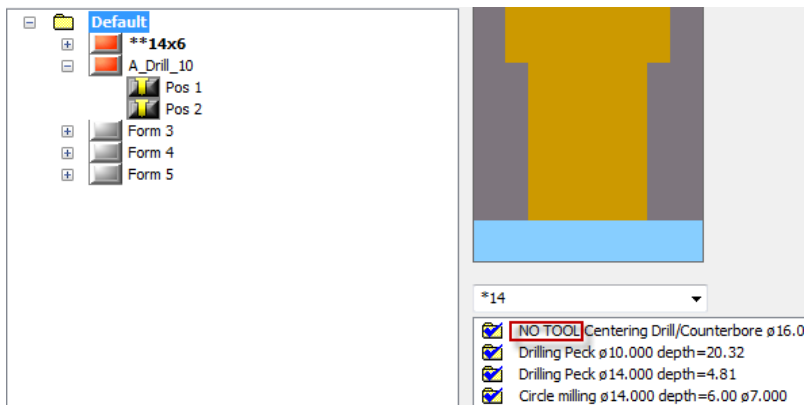 Default
**14x6
A_Drill_10
Pos 1
Pos 2
Form 3
Form 4
Form 5
*14
NO TOOL Centering Drill/Counterbore ø16.0
Drilling Peck ø10.000 depth=20.32
Drilling Peck ø14.000 depth=4.81
Circle milling ø14.000 depth=6.00 ø7.000